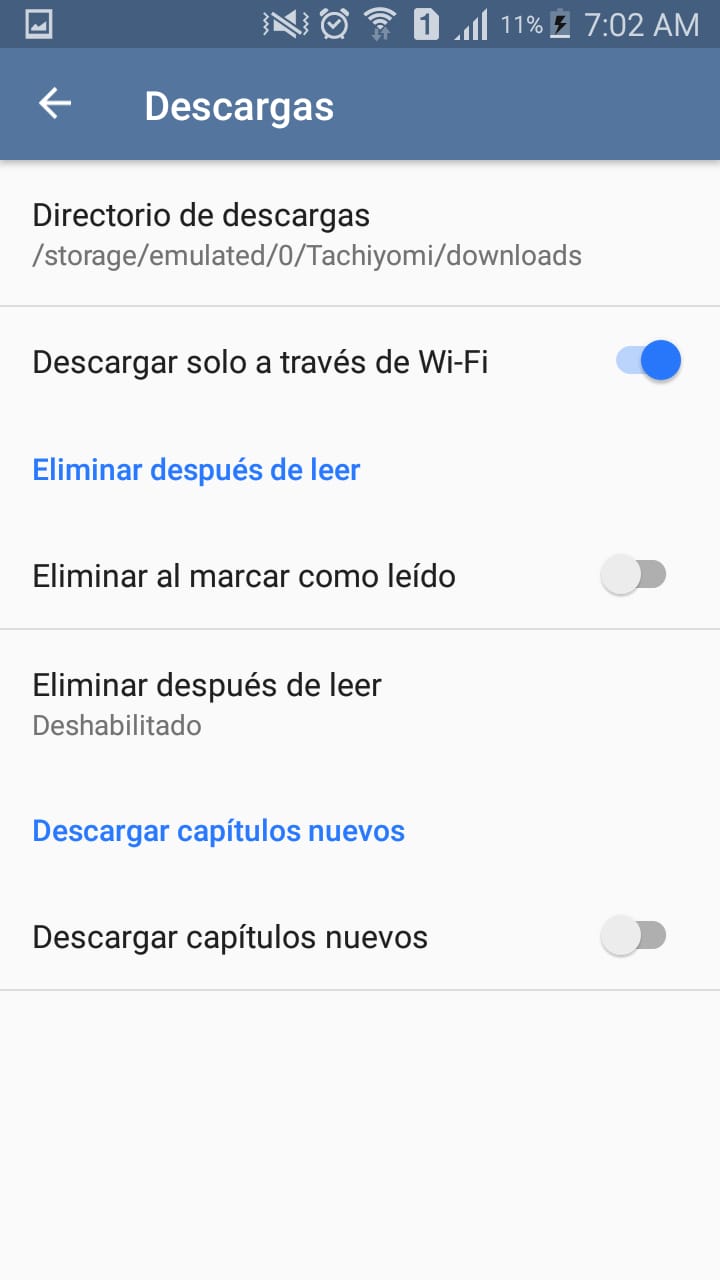 1 11% 7:02 AM
Descargas
Directorio de descargas
/storage/emulated/0/Tachiyomi/downloads
Descargar solo a través de Wi-Fi
Eliminar después de leer
Eliminar al marcar como leído
Eliminar después de leer
Deshabilitado
Descargar capítulos nuevos
Descargar capítulos nuevos